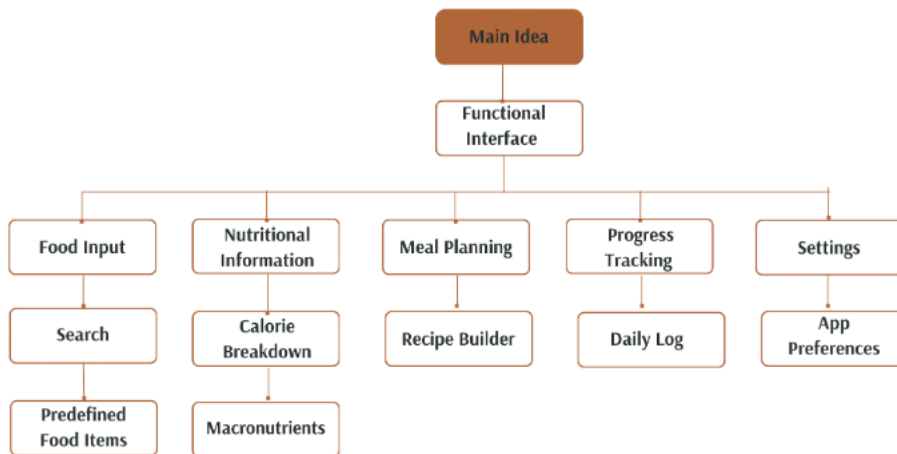 Main Idea
Functional
Interface
Food Input
Nutritional
Information
Meal Planning
Progress
Tracking
Settings
Search
Calorie
Breakdown
Recipe Builder
Daily Log
App
Preferences
Predefined
Food Items
Macronutrients